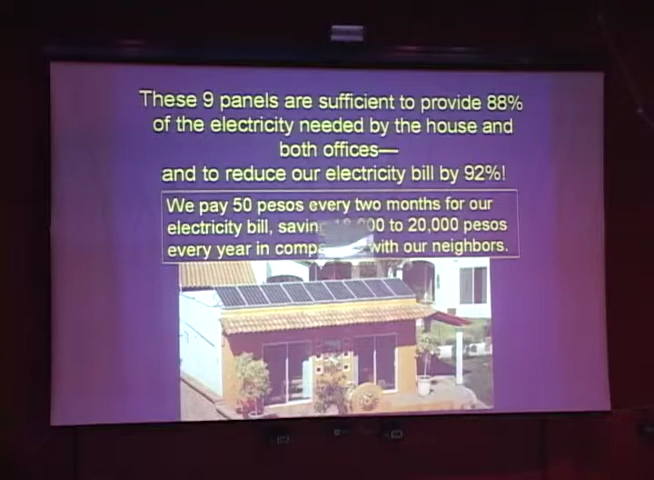 These 9 panels are sufficient to provide 88%
of the electricity needed by the house and
both offices—
and to reduce our electricity bill by 92%!
We pay 50 pesos every two months for our
electricity bill, to 20,000 pesos
every year in with our neighbors.